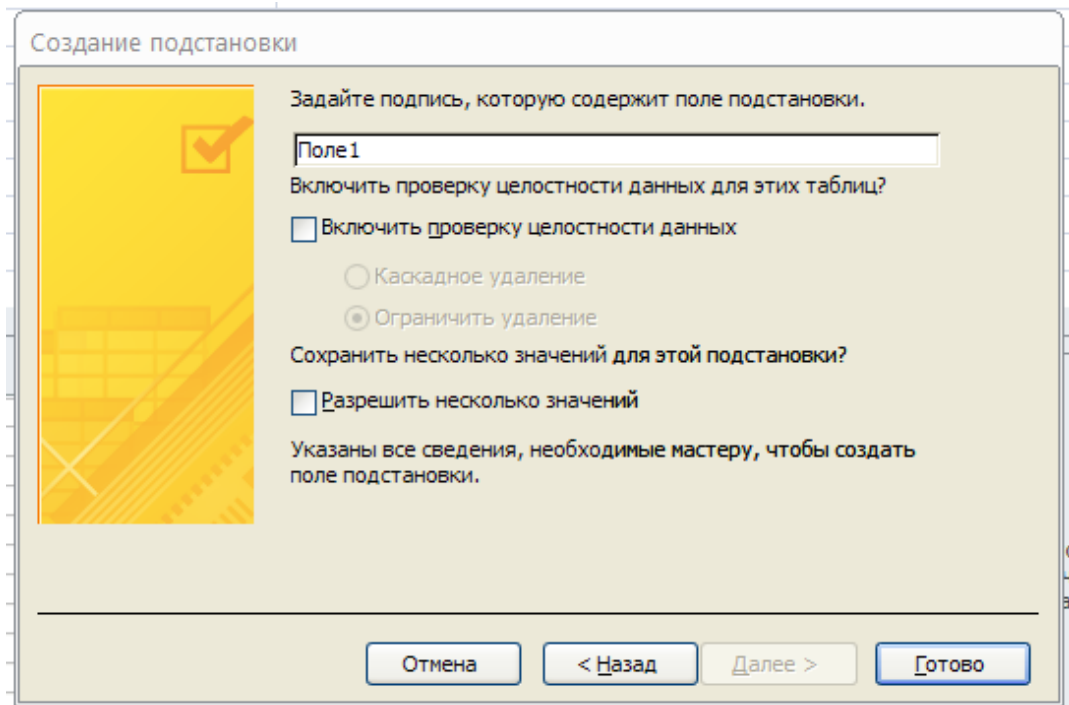 Создание подстановки
Задайте подпись, которую содержит поле подстановки.
Поле1
Включить проверку целостности данных для этих таблиц?
Включить проверку целостности данных
Каскадное удаление
Ограничить удаление
Сохранить несколько значений для этой подстановки?
Разрешить несколько значений
Указаны все сведения, необходимые мастеру, чтобы создать
поле подстановки.
Отмена
< Назад
Далее >
Готово